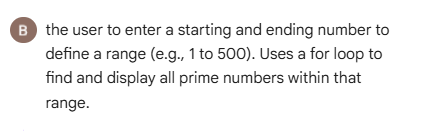 B the user to enter a starting and ending number to
define a range (e.g., 1 to 500). Uses a for loop to
find and display all prime numbers within that
range.